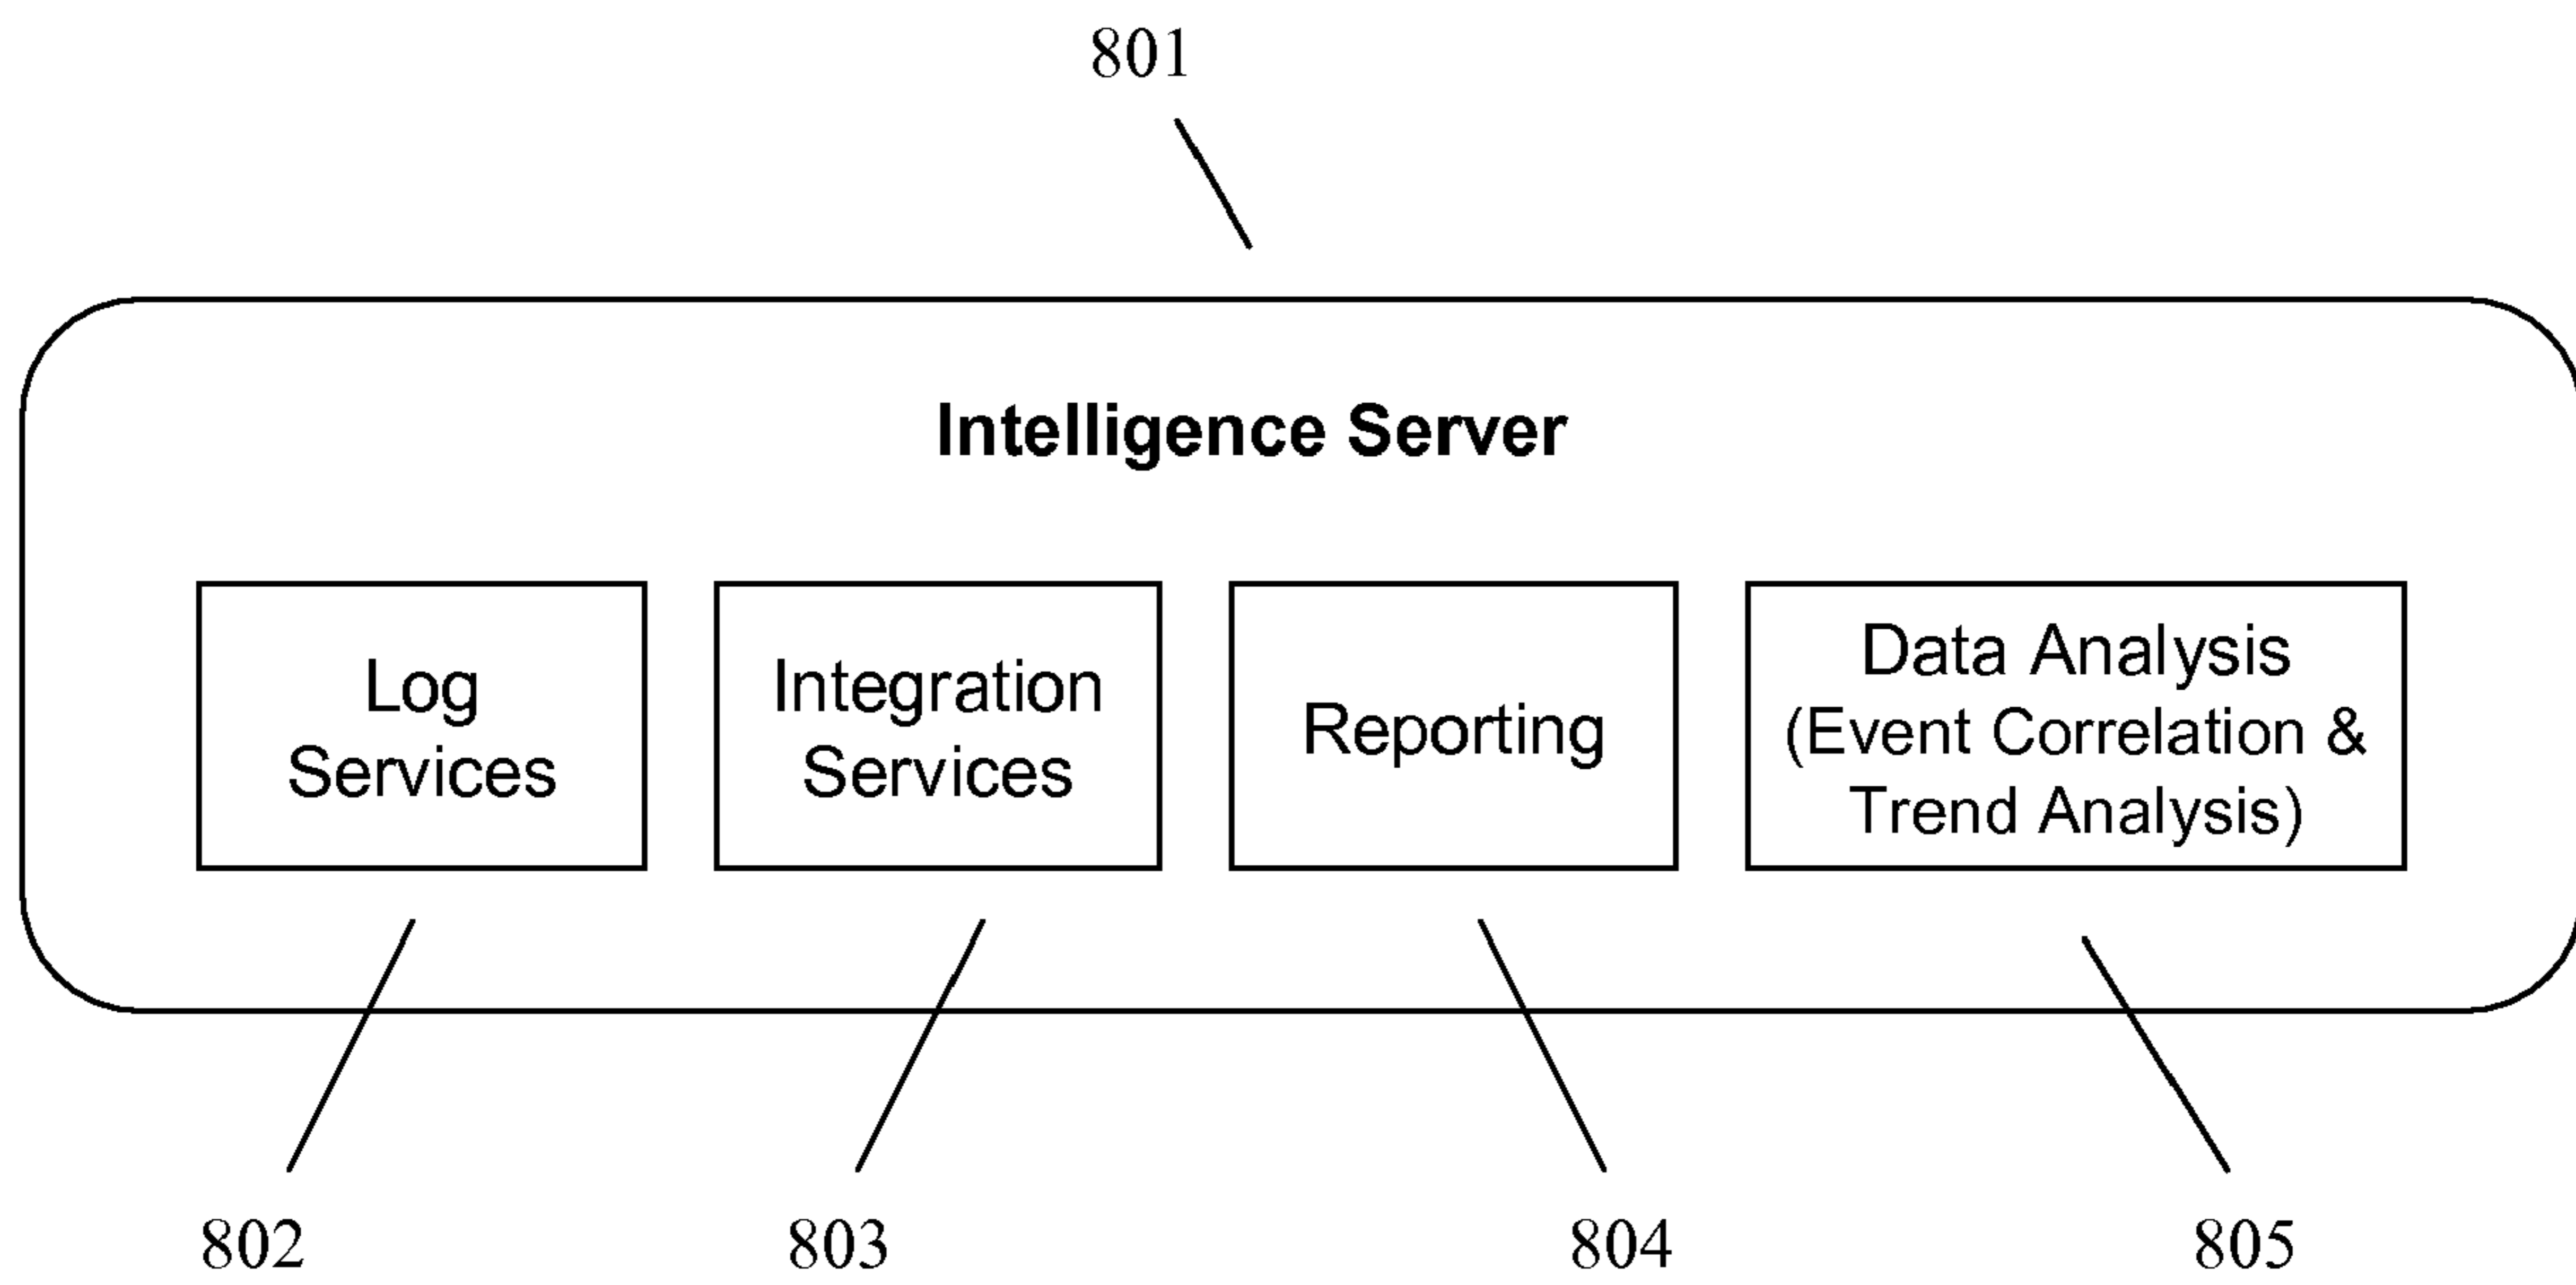 801
Intelligence Server
Log
Services
Integration
Services
Reporting
Data Analysis
(Event Correlation &
Trend Analysis)
802
803
804
805